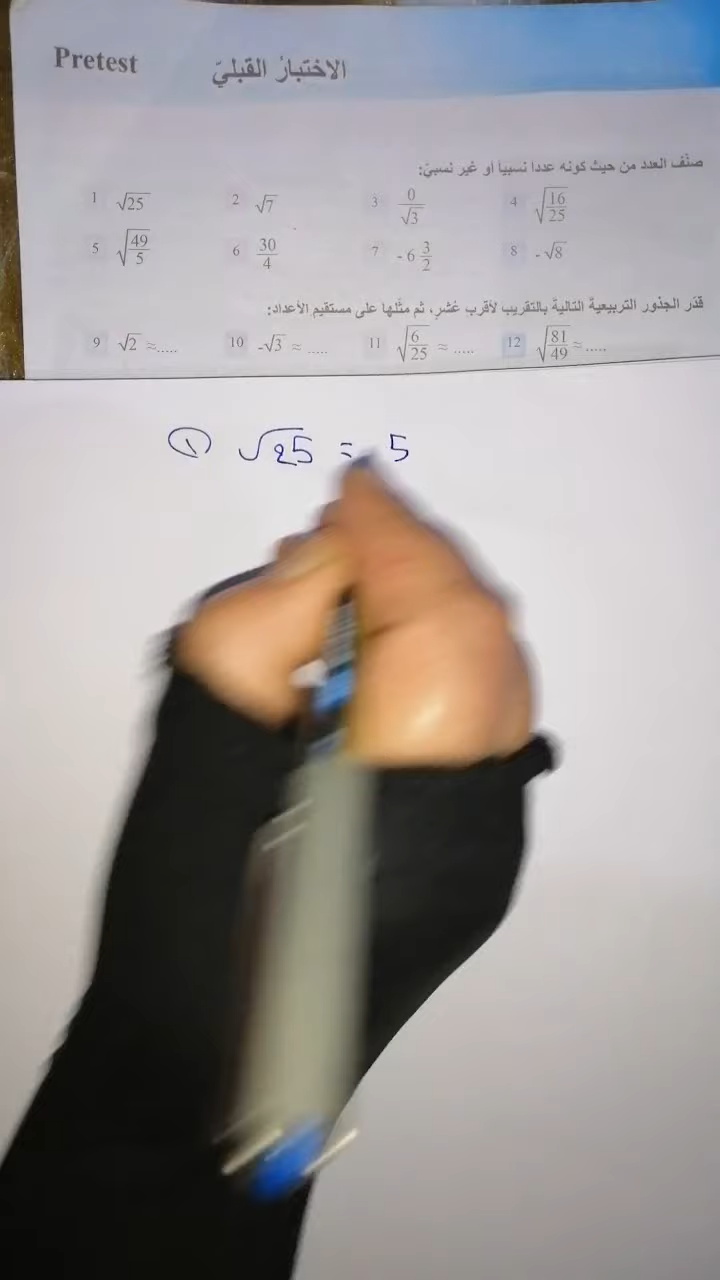 Pretest الاختبارُ القبليّ
صنّف العدد من حيث كونه عدداً نسبياً أو غير نسبيّ:
1 √25 2 √7 3 0/√3 4 √(16/25)
5 √(49/5) 6 30/4 7 -6 3/2 8 -√8
قدّر الجذور التربيعية التالية بالتقريب لأقرب عُشرٍ، ثم مثّلها على مستقيم الأعداد:
9 √2 ≈..... 10 -√3 ≈ ..... 11 √(6/25) ≈ ..... 12 √(81/49) ≈ .....
① √25 = 5